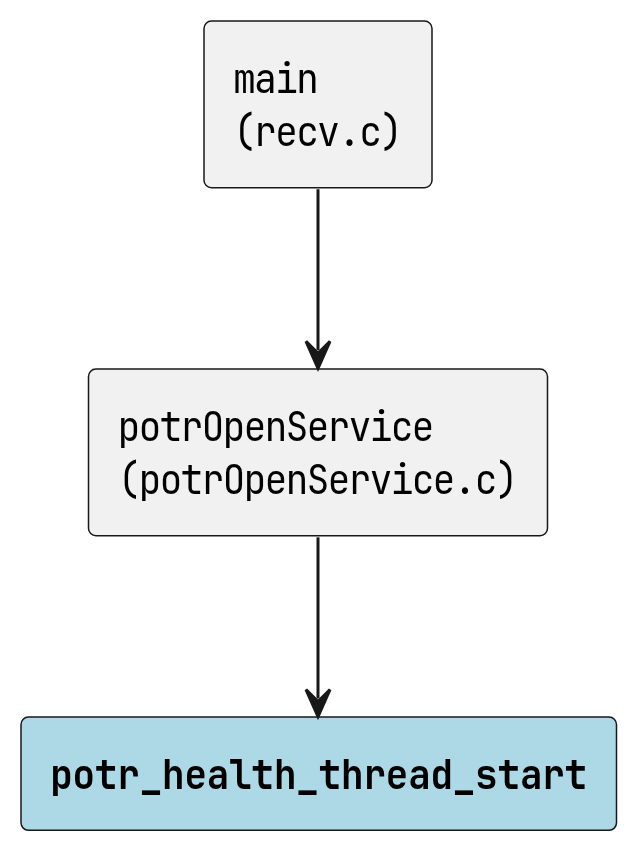 main
(recv.c)
potrOpenService
(potrOpenService.c)
potr_health_thread_start